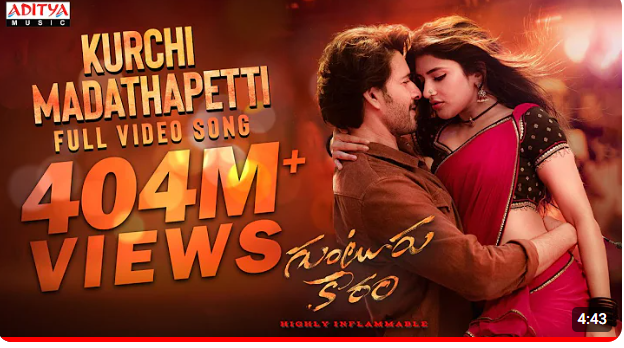 ADITYA
MUSIC
KURCHI
MADATHAPETTI
FULL VIDEO SONG
404M+
VIEWS
గుంటూరు
కారం
HIGHLY INFLAMMABLE
4:43